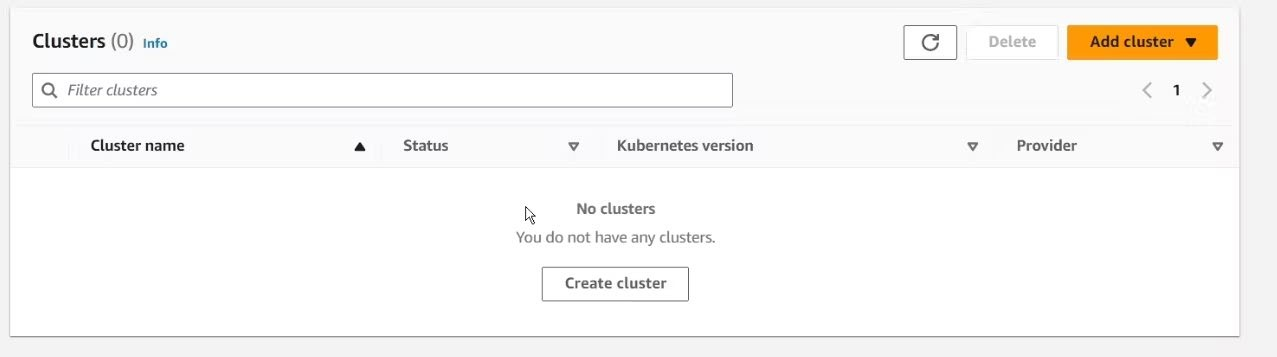 Clusters (0) Info
Delete
Add cluster
Filter clusters
1
Cluster name Status Kubernetes version Provider
No clusters
You do not have any clusters.
Create cluster